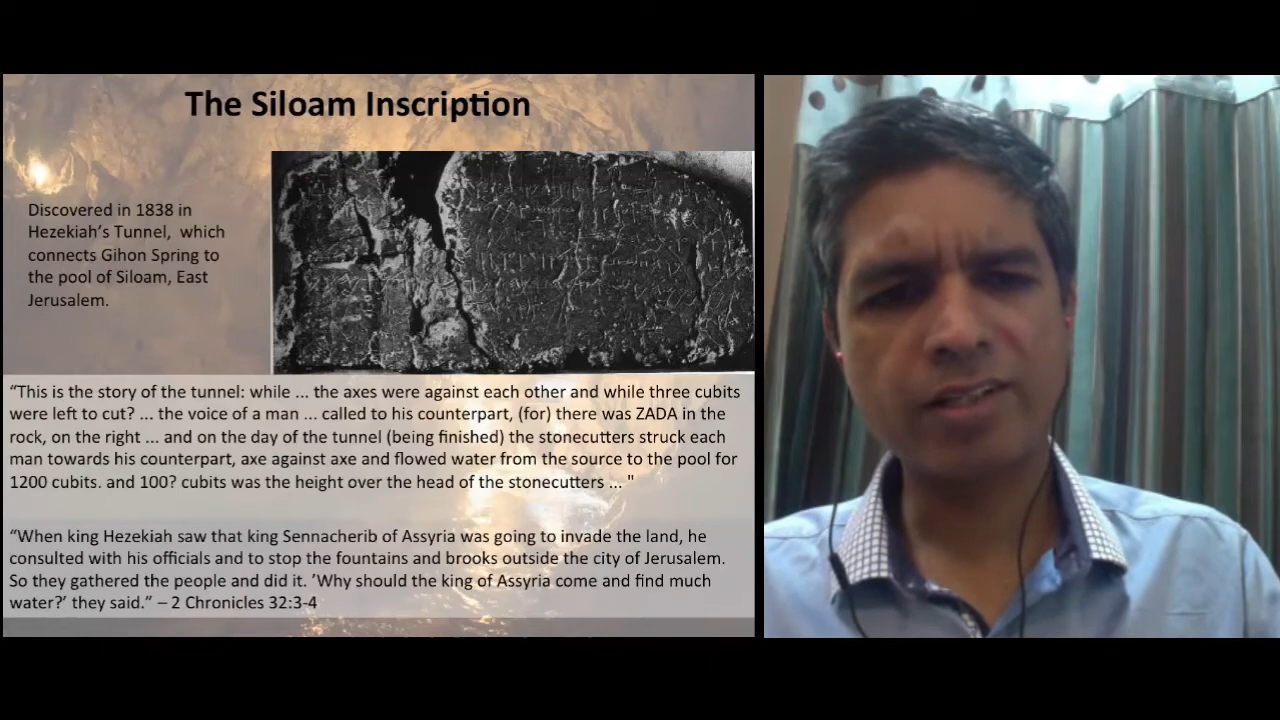 The Siloam Inscription
Discovered in 1838 in
Hezekiah’s Tunnel, which
connects Gihon Spring to
the pool of Siloam, East
Jerusalem.
“This is the story of the tunnel: while ... the axes were against each other and while three cubits
were left to cut? ... the voice of a man ... called to his counterpart, (for) there was ZADA in the
rock, on the right ... and on the day of the tunnel (being finished) the stonecutters struck each
man towards his counterpart, axe against axe and flowed water from the source to the pool for
1200 cubits. and 100? cubits was the height over the head of the stonecutters ... "
“When king Hezekiah saw that king Sennacherib of Assyria was going to invade the land, he
consulted with his officials and to stop the fountains and brooks outside the city of Jerusalem.
So they gathered the people and did it. ’Why should the king of Assyria come and find much
water?’ they said.” – 2 Chronicles 32:3-4